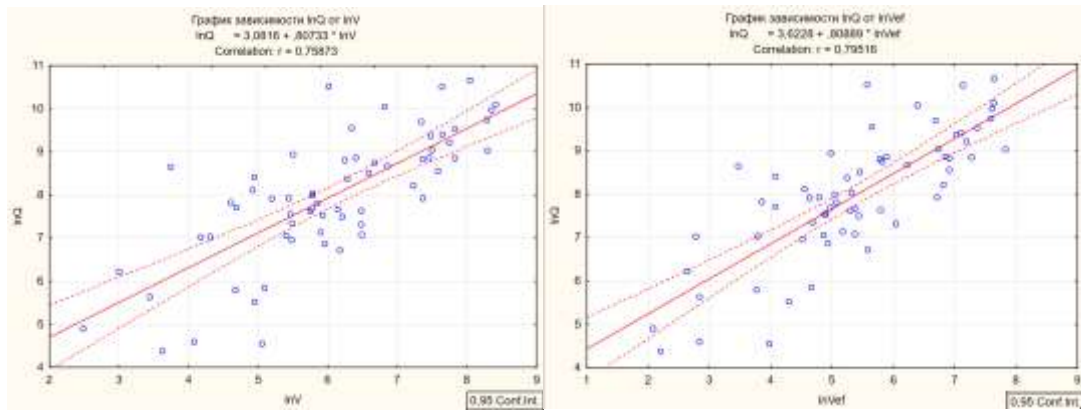 График зависимости lnQ от lnV
lnQ = 3,0816 + ,80733 * lnV
Correlation: r = 0.75873
11
10
9
8
7
6
5
4
lnQ
2 3 4 5 6 7 8 9
lnV
0,95 Conf.Int.
График зависимости lnQ от lnVef
lnQ = 3,6228 + ,80889 * lnVef
Correlation: r = 0.79516
11
10
9
8
7
6
5
4
lnQ
1 2 3 4 5 6 7 8 9
lnVef
0,95 Conf.Int.